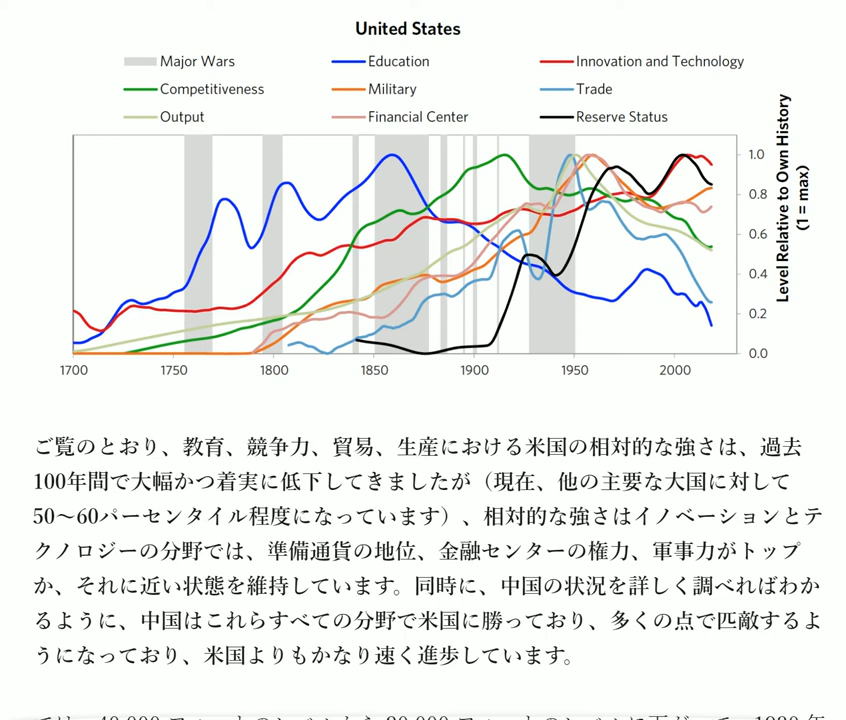 United States
Major Wars
Education
Innovation and Technology
Competitiveness
Military
Trade
Output
Financial Center
Reserve Status
1.0
0.8
0.6
0.4
0.2
0.0
Level Relative to Own History
(1 = max)
1700
1750
1800
1850
1900
1950
2000
ご覧のとおり、教育、競争力、貿易、生産における米国の相対的な強さは、過去
100年間で大幅かつ着実に低下してきましたが（現在、他の主要な大国に対して
50〜60パーセンタイル程度になっています）、相対的な強さはイノベーションとテ
クノロジーの分野では、準備通貨の地位、金融センターの権力、軍事力がトップ
か、それに近い状態を維持しています。同時に、中国の状況を詳しく調べればわか
るように、中国はこれらすべての分野で米国に勝っており、多くの点で匹敵するよ
うになっており、米国よりもかなり速く進歩しています。